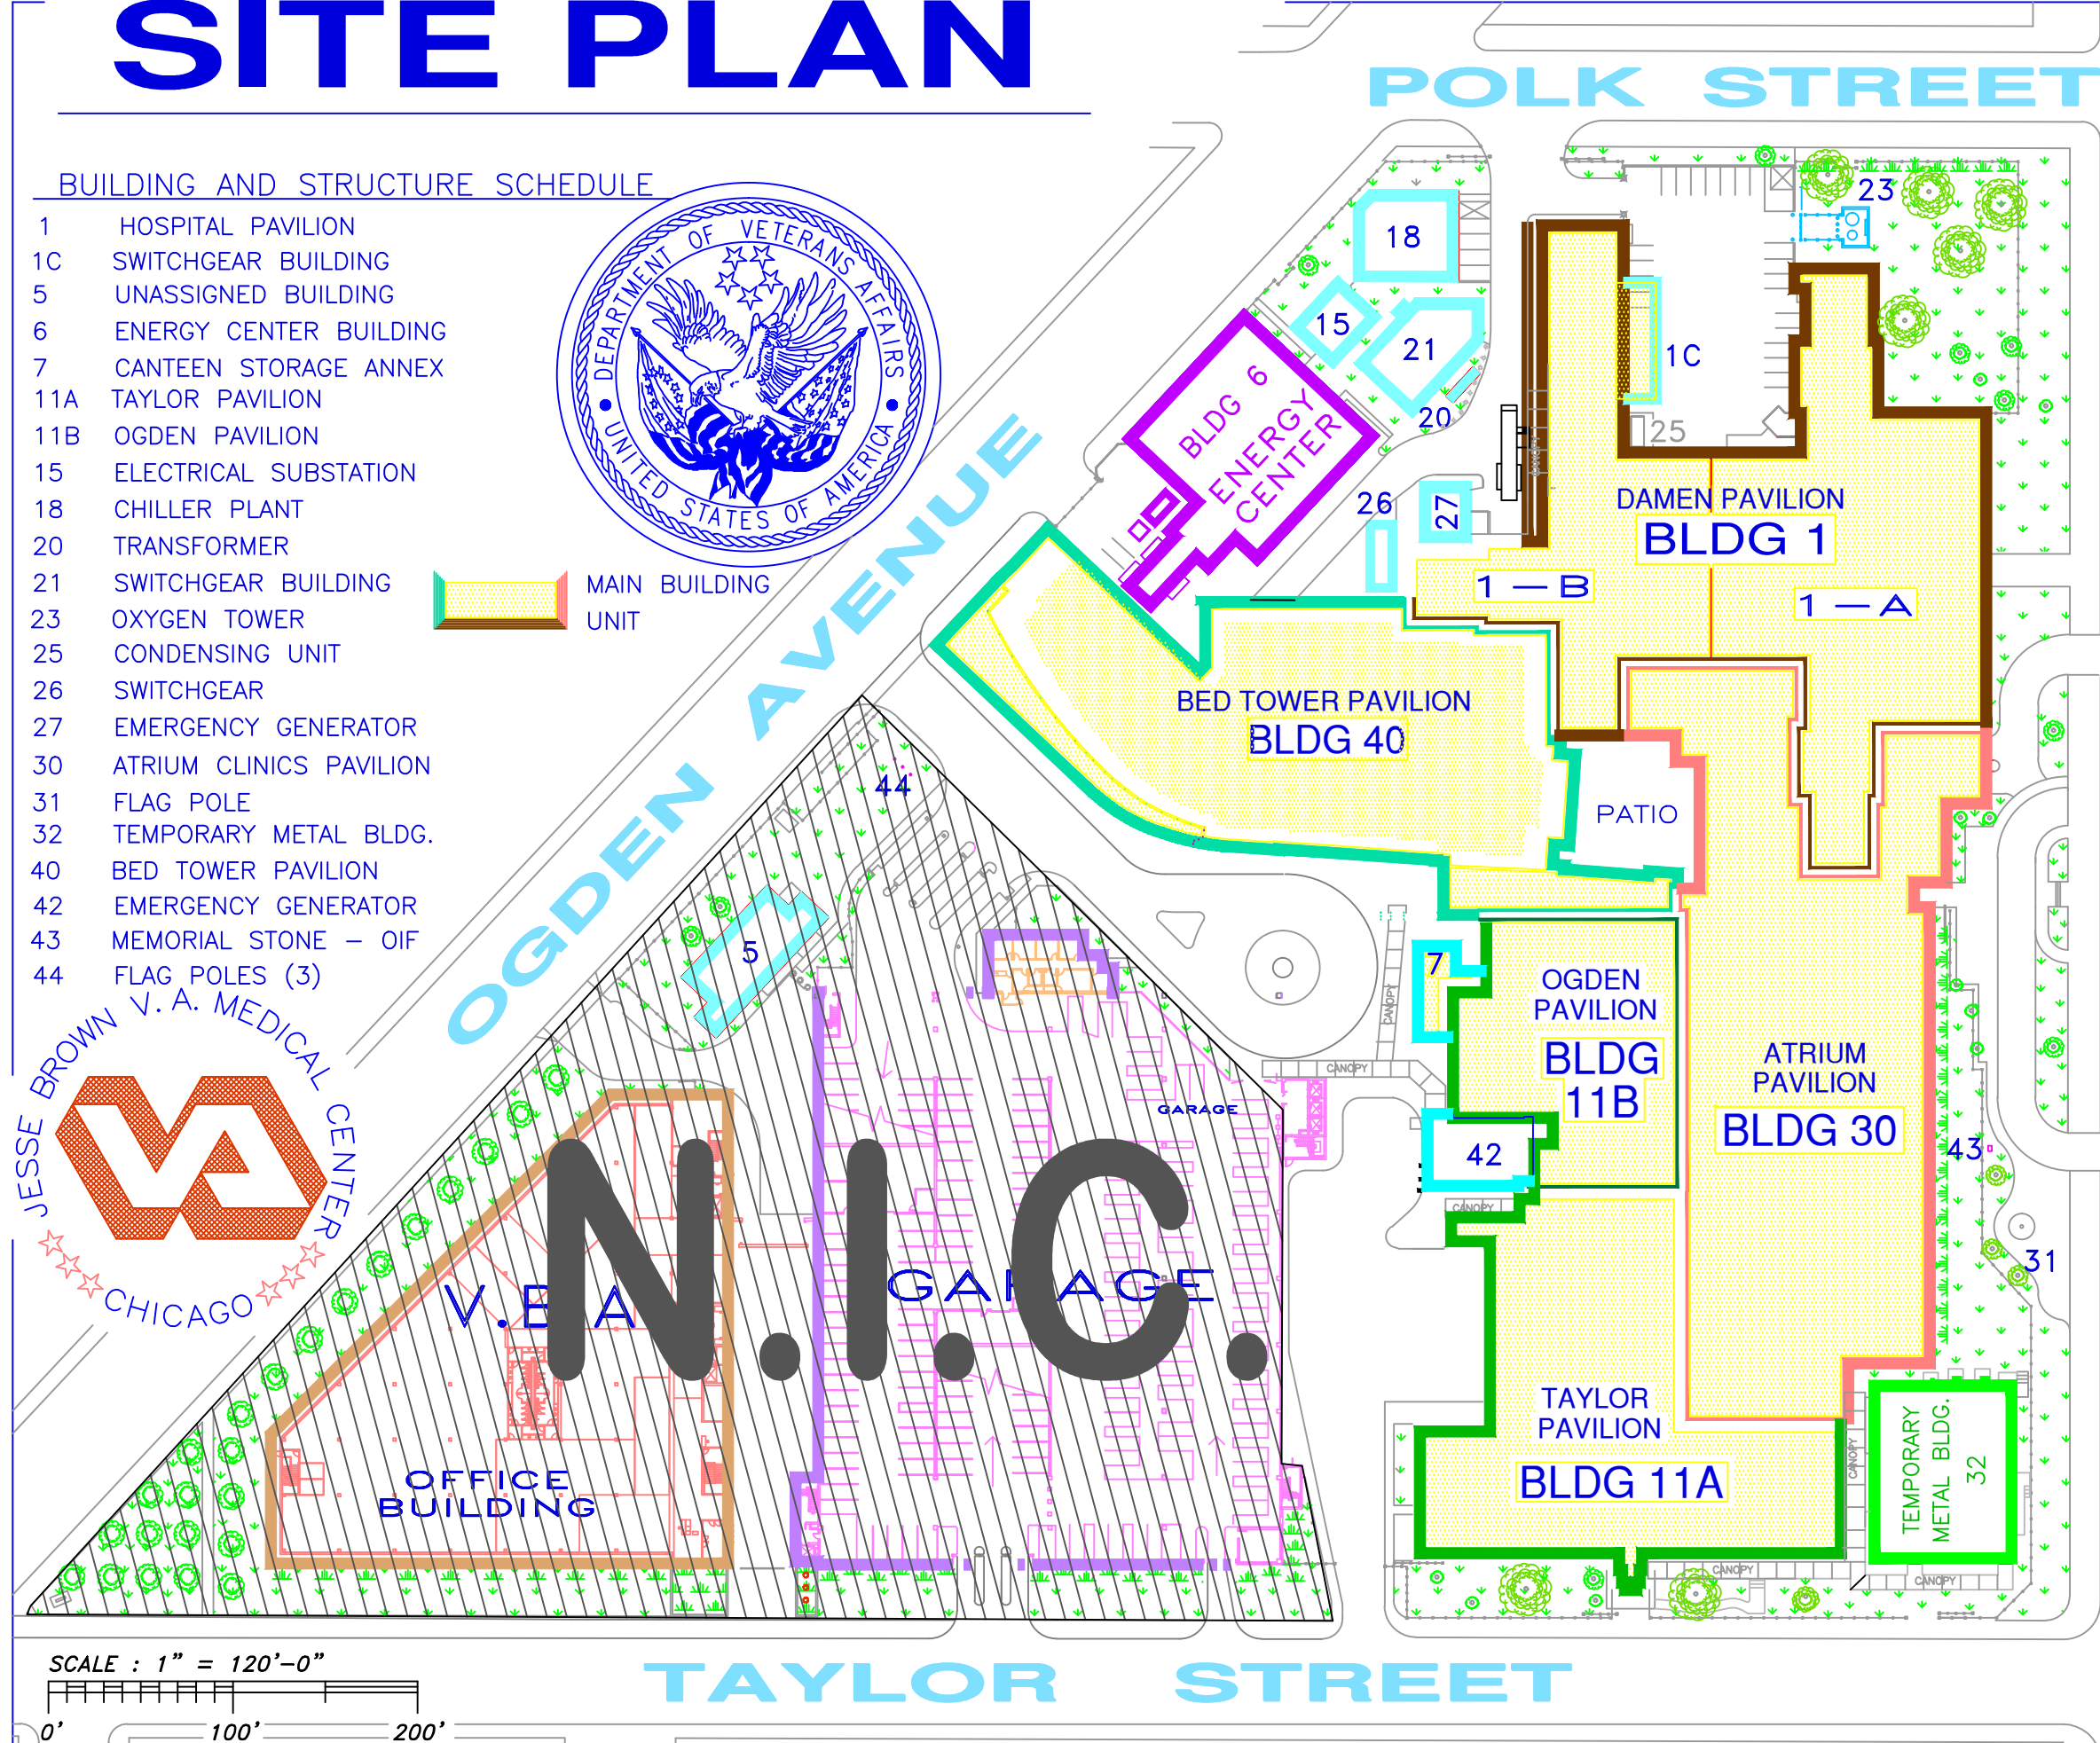 SITE PLAN
POLK STREET
BUILDING AND STRUCTURE SCHEDULE
1 HOSPITAL PAVILION
1C SWITCHGEAR BUILDING
5 UNASSIGNED BUILDING
6 ENERGY CENTER BUILDING
7 CANTEEN STORAGE ANNEX
11A TAYLOR PAVILION
11B OGDEN PAVILION
15 ELECTRICAL SUBSTATION
18 CHILLER PLANT
20 TRANSFORMER
21 SWITCHGEAR BUILDING
23 OXYGEN TOWER
25 CONDENSING UNIT
26 SWITCHGEAR
27 EMERGENCY GENERATOR
30 ATRIUM CLINICS PAVILION
31 FLAG POLE
32 TEMPORARY METAL BLDG.
40 BED TOWER PAVILION
42 EMERGENCY GENERATOR
43 MEMORIAL STONE – OIF
44 FLAG POLES (3)
MAIN BUILDING
UNIT
DEPARTMENT OF VETERANS AFFAIRS
UNITED STATES OF AMERICA
JESSE BROWN V.A. MEDICAL CENTER
VA
CHICAGO
OGDEN AVENUE
18
15
21
20
23
1C
25
26
27
BLDG 6
ENERGY
CENTER
CANOPY
DAMEN PAVILION
BLDG 1
1 – B
1 – A
BED TOWER PAVILION
BLDG 40
PATIO
44
5
7
CANOPY
CANOPY
OGDEN
PAVILION
BLDG
11B
ATRIUM
PAVILION
BLDG 30
GARAGE
42
43
CANOPY
31
N.I.C.
V.B.A
GARAGE
OFFICE
BUILDING
TAYLOR
PAVILION
BLDG 11A
CANOPY
TEMPORARY
METAL BLDG.
32
CANOPY
CANOPY
TAYLOR STREET
SCALE : 1" = 120'-0"
0' 100' 200'